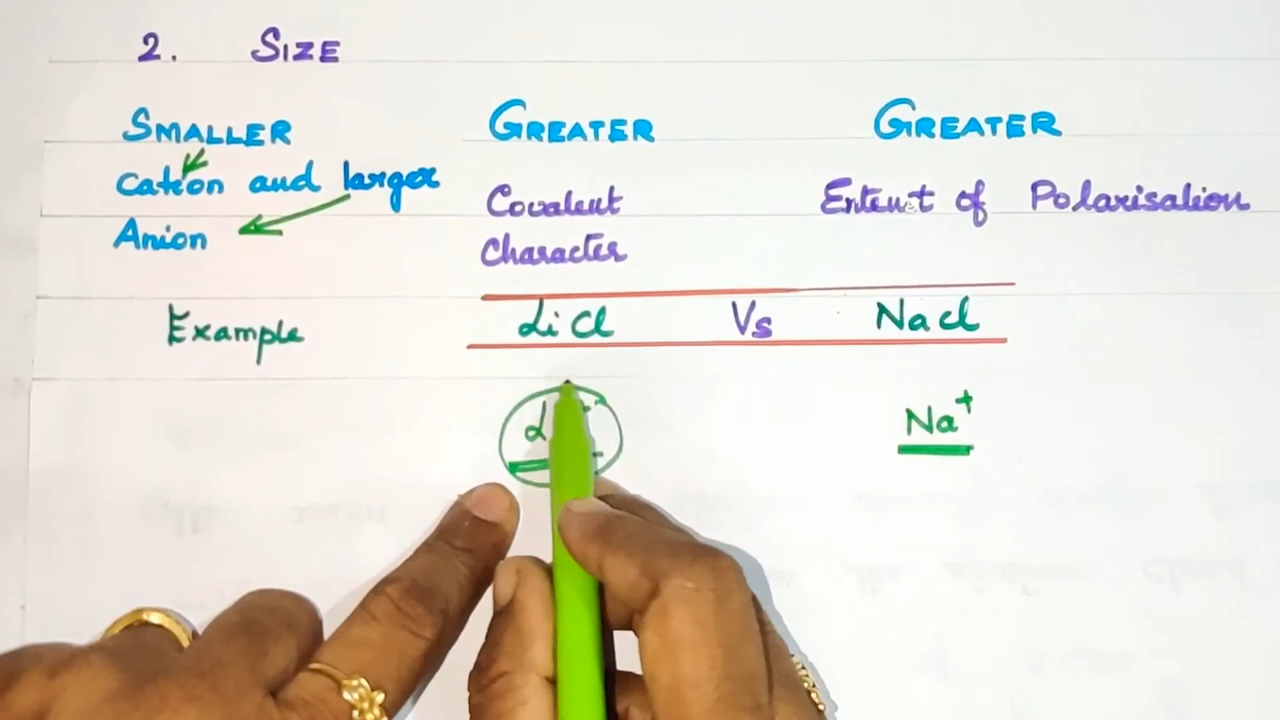 2. SIZE
SMALLER GREATER GREATER
Cation and larger Covalent Extent of Polarisation
Anion Character
Example LiCl Vs NaCl
Na+